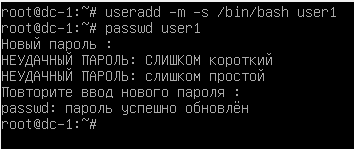 root@dc-1:~# useradd -m -s /bin/bash user1
root@dc-1:~# passwd user1
Новый пароль :
НЕУДАЧНЫЙ ПАРОЛЬ: СЛИШКОМ короткий
НЕУДАЧНЫЙ ПАРОЛЬ: слишком простой
Повторите ввод нового пароля :
passwd: пароль успешно обновлён
root@dc-1:~#